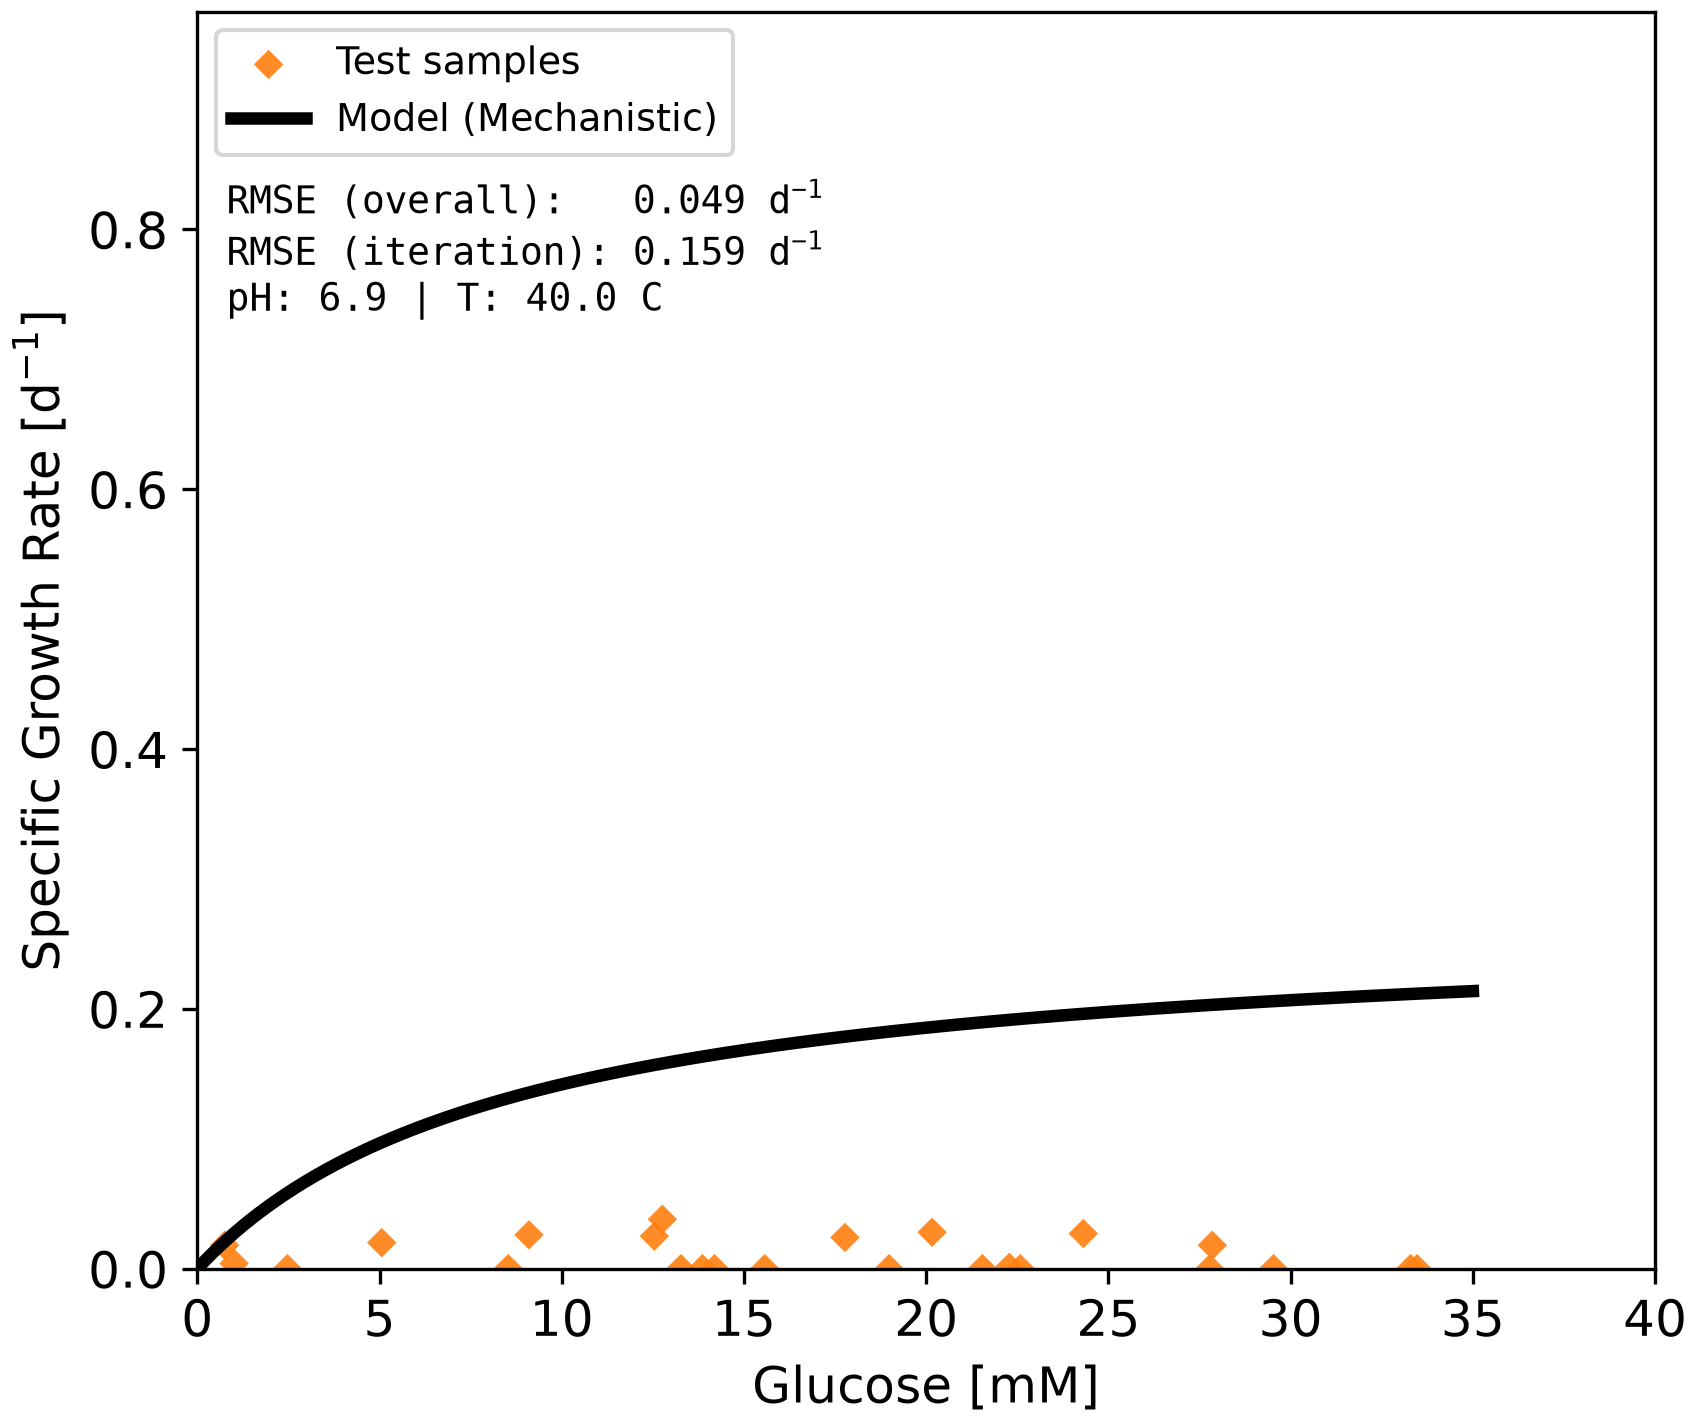 Test samples
Model (Mechanistic)
RMSE (overall): 0.049 d⁻¹
RMSE (iteration): 0.159 d⁻¹
pH: 6.9 | T: 40.0 C
Specific Growth Rate [d⁻¹]
0.8
0.6
0.4
0.2
0.0
0 5 10 15 20 25 30 35 40
Glucose [mM]